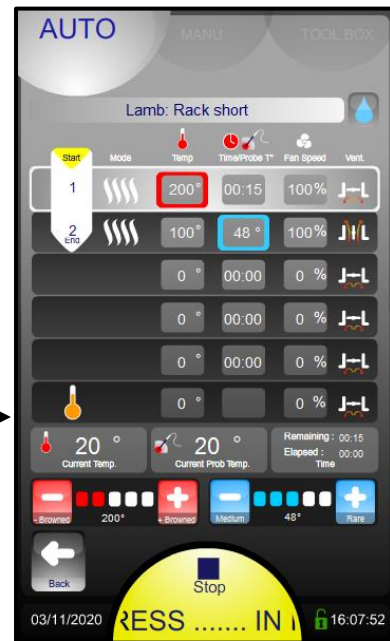 AUTO MANU TOOL BOX
Lamb: Rack short
Start Mode Temp Time/Probe T° Fan Speed Vent.
1 200° 00:15 100%
2 100° 48 ° 100%
End
0 ° 00:00 0 %
0 ° 00:00 0 %
0 ° 00:00 0 %
0 ° 0 %
20 ° 20 ° Remaining : 00:15
Current Temp. Current Prob Temp. Elapsed : 00:00
Time
- Browned 200° + Browned Medium 48° Rare
Back Stop
03/11/2020 RESS ....... IN 16:07:52